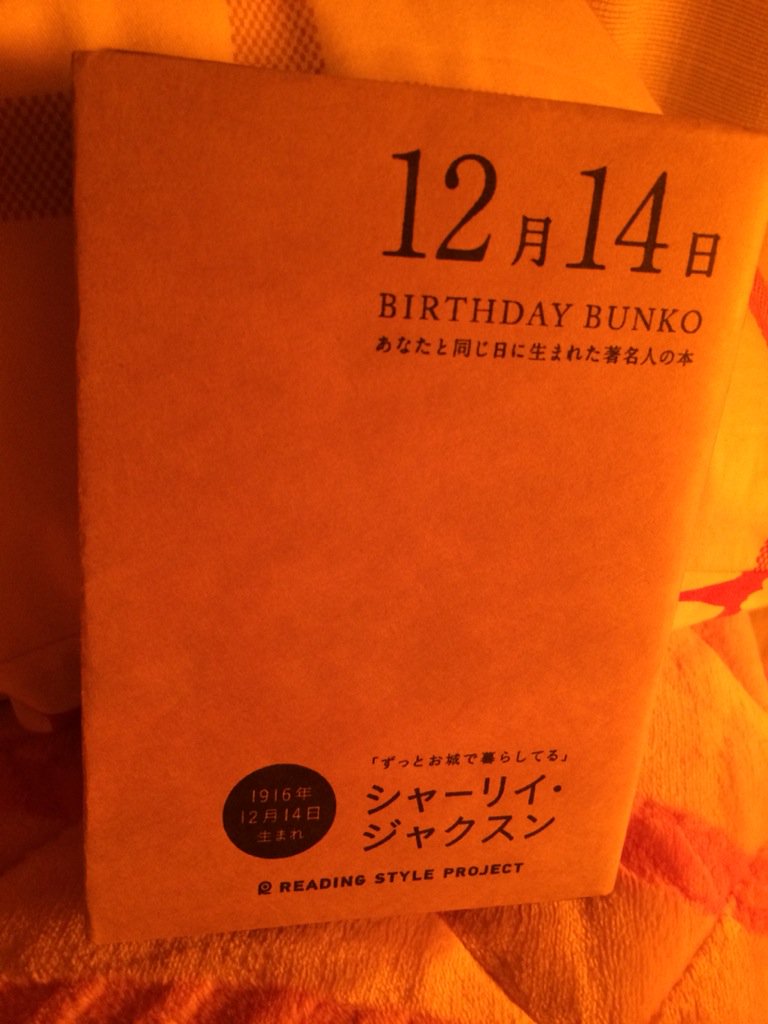 12月14日
BIRTHDAY BUNKO
あなたと同じ日に生まれた著名人の本
「ずっとお城で暮らしてる」
シャーリイ・
ジャクスン
1916年
12月14日
生まれ
READING STYLE PROJECT